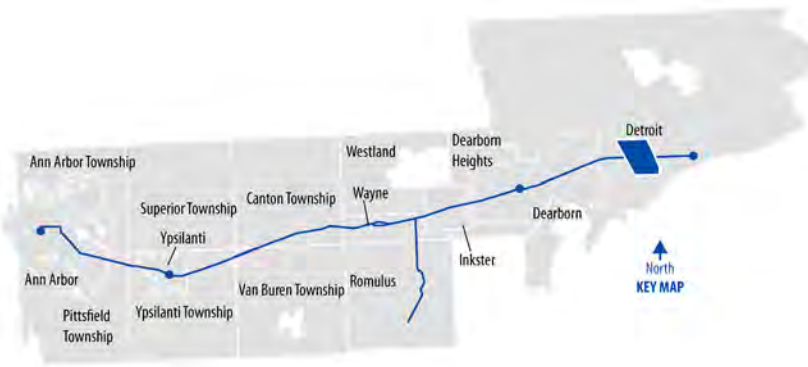 Detroit
Dearborn
Heights
Westland
Ann Arbor Township
Wayne
Canton Township
Superior Township
Dearborn
Ypsilanti
Inkster
North
KEY MAP
Ann Arbor
Romulus
Van Buren Township
Ypsilanti Township
Pittsfield
Township